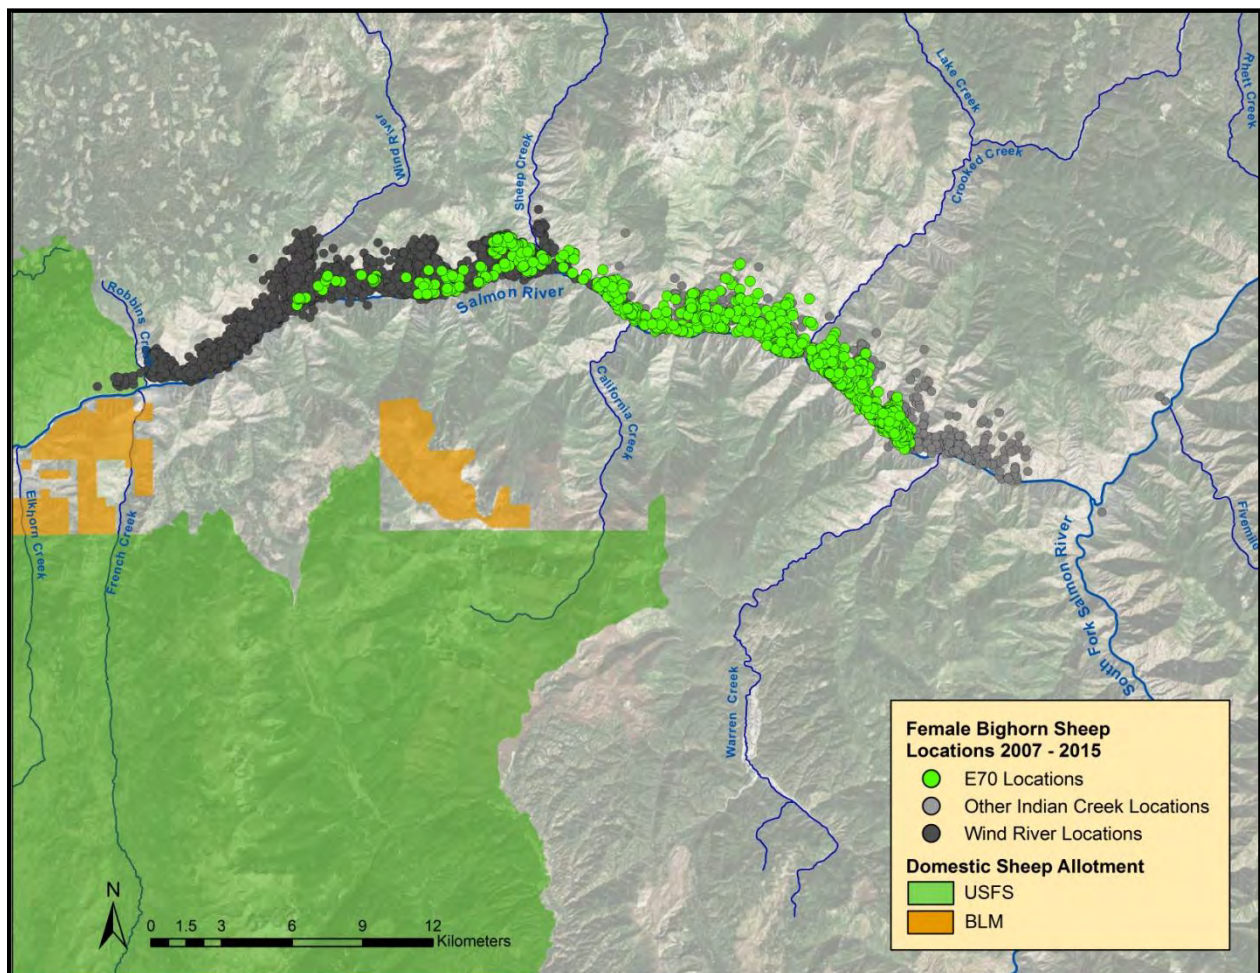 Wind River
Sheep Creek
Lake Creek
Rhett Creek
Crooked Creek
Robbins Creek
Salmon River
California Creek
Elkhorn Creek
French Creek
Warren Creek
South Fork Salmon River
Fivemile
N
0 1.5 3 6 9 12
Kilometers
Female Bighorn Sheep
Locations 2007 - 2015
E70 Locations
Other Indian Creek Locations
Wind River Locations
Domestic Sheep Allotment
USFS
BLM